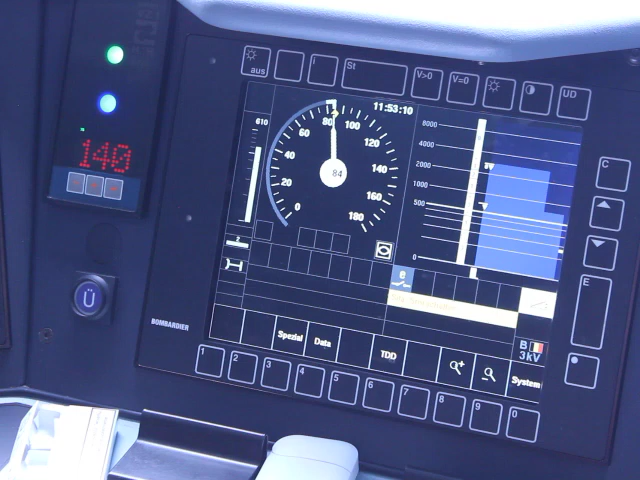 aus
i
St
V>0
V=0
UD
140
11:53:10
610
0
20
40
60
80
100
120
140
160
180
84
8000
4000
2000
1000
500
0
C
E
e
Ü
BOMBARDIER
Spezial
Data
TDD
System
B
3kV
1
2
3
4
5
6
7
8
9
0